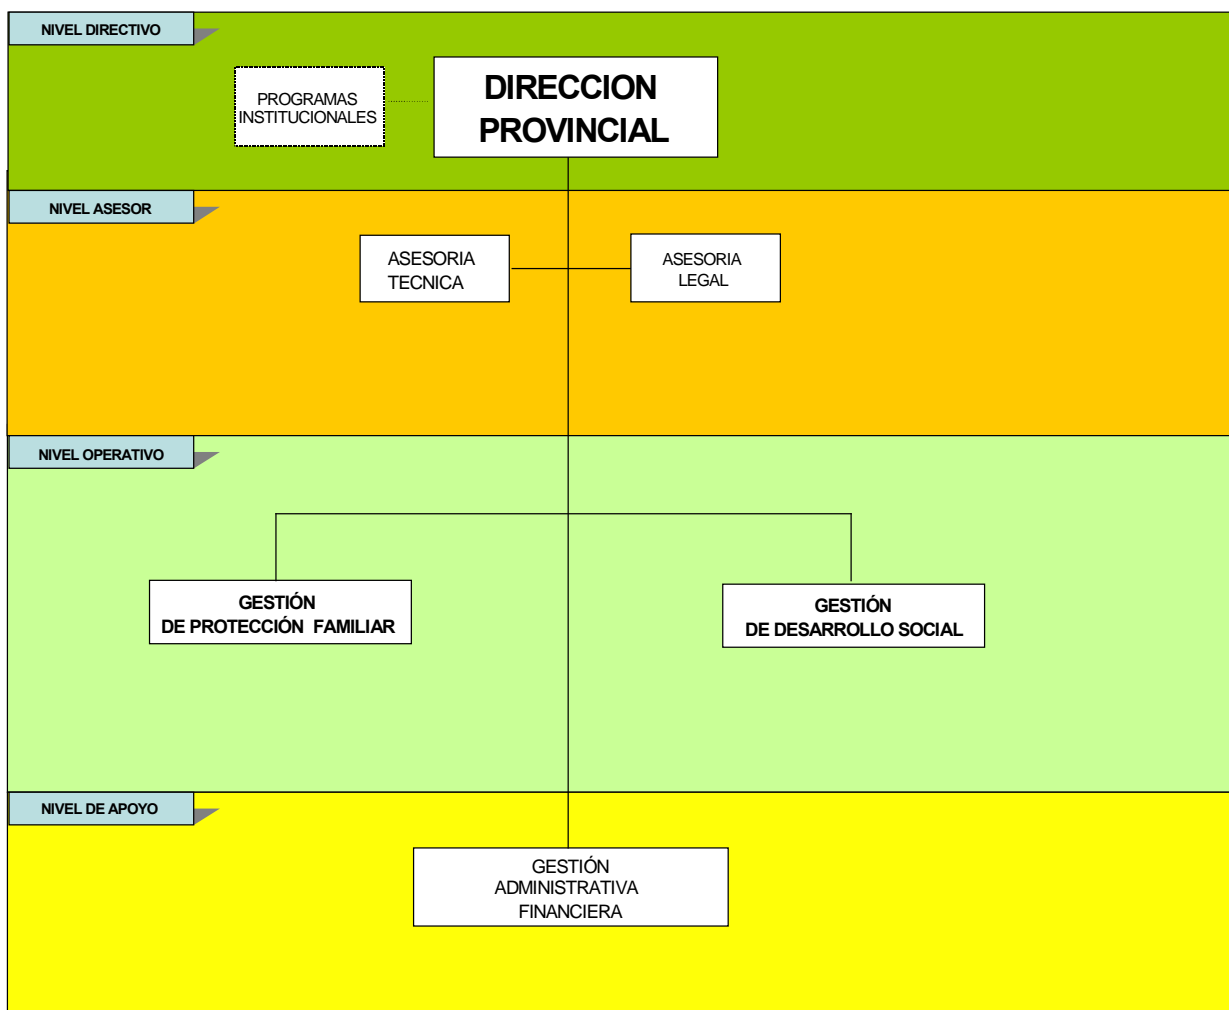 NIVEL DIRECTIVO
PROGRAMAS
INSTITUCIONALES
DIRECCION
PROVINCIAL
NIVEL ASESOR
ASESORIA
TECNICA
ASESORIA
LEGAL
NIVEL OPERATIVO
GESTIÓN
DE PROTECCIÓN FAMILIAR
GESTIÓN
DE DESARROLLO SOCIAL
NIVEL DE APOYO
GESTIÓN
ADMINISTRATIVA
FINANCIERA